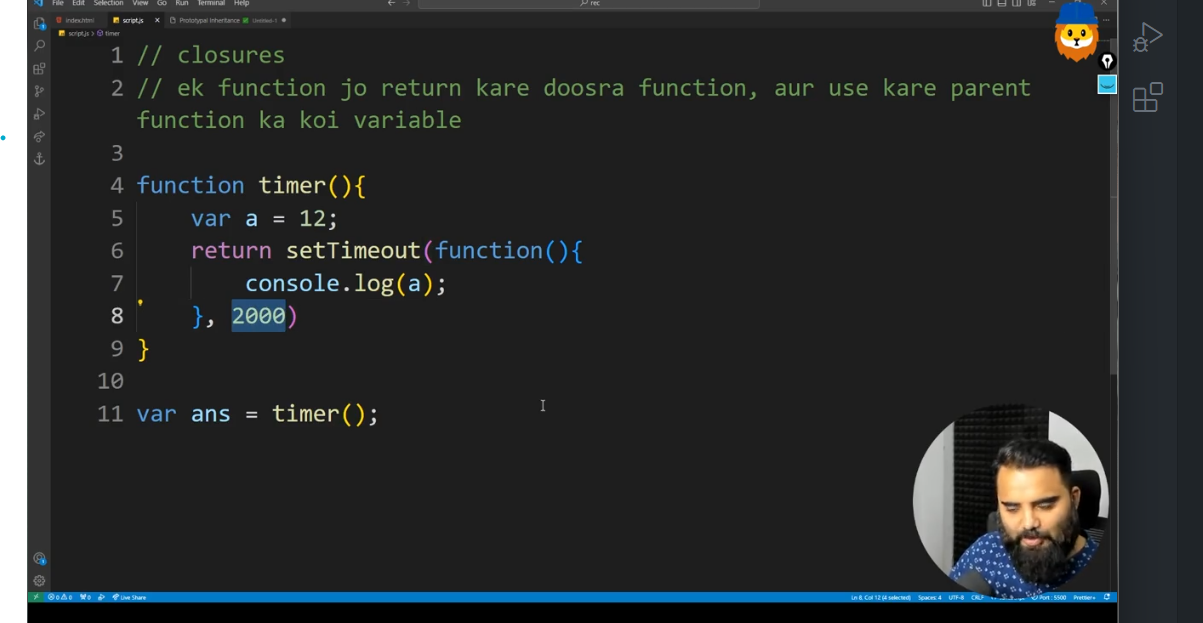 File Edit Selection View Go Run Terminal Help
rec
index.html script.js Prototypal Inheritance Untitled-1
script.js > timer
1 // closures
2 // ek function jo return kare doosra function, aur use kare parent
function ka koi variable
3
4 function timer(){
5 var a = 12;
6 return setTimeout(function(){
7 console.log(a);
8 }, 2000)
9 }
10
11 var ans = timer();
0 0 0 Live Share Ln 8, Col 12 (4 selected) Spaces: 4 UTF-8 CRLF Port : 5500 Prettier+